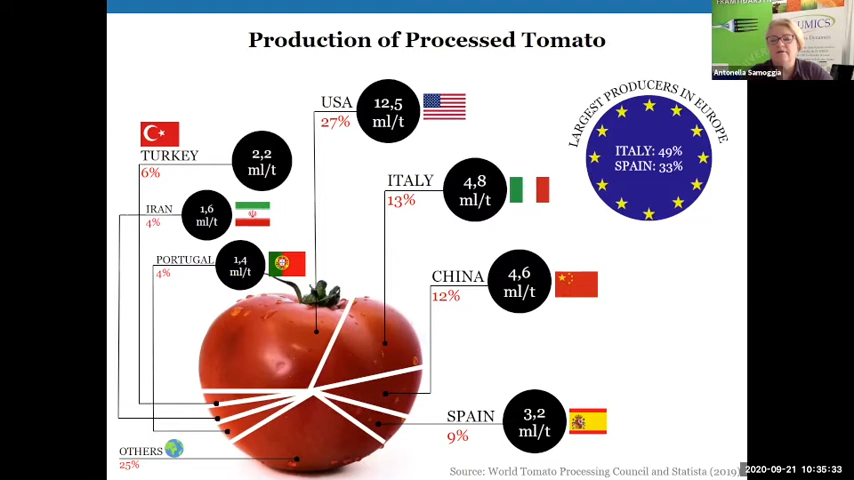 Production of Processed Tomato
Antonella Samoggia
USA
27%
12,5
ml/t
LARGEST PRODUCERS IN EUROPE
ITALY: 49%
SPAIN: 33%
TURKEY
6%
2,2
ml/t
ITALY
13%
4,8
ml/t
IRAN
4%
1,6
ml/t
PORTUGAL
4%
1,4
ml/t
CHINA
12%
4,6
ml/t
SPAIN
9%
3,2
ml/t
OTHERS
25%
Source: World Tomato Processing Council and Statista (2019)
2020-09-21 10:35:33